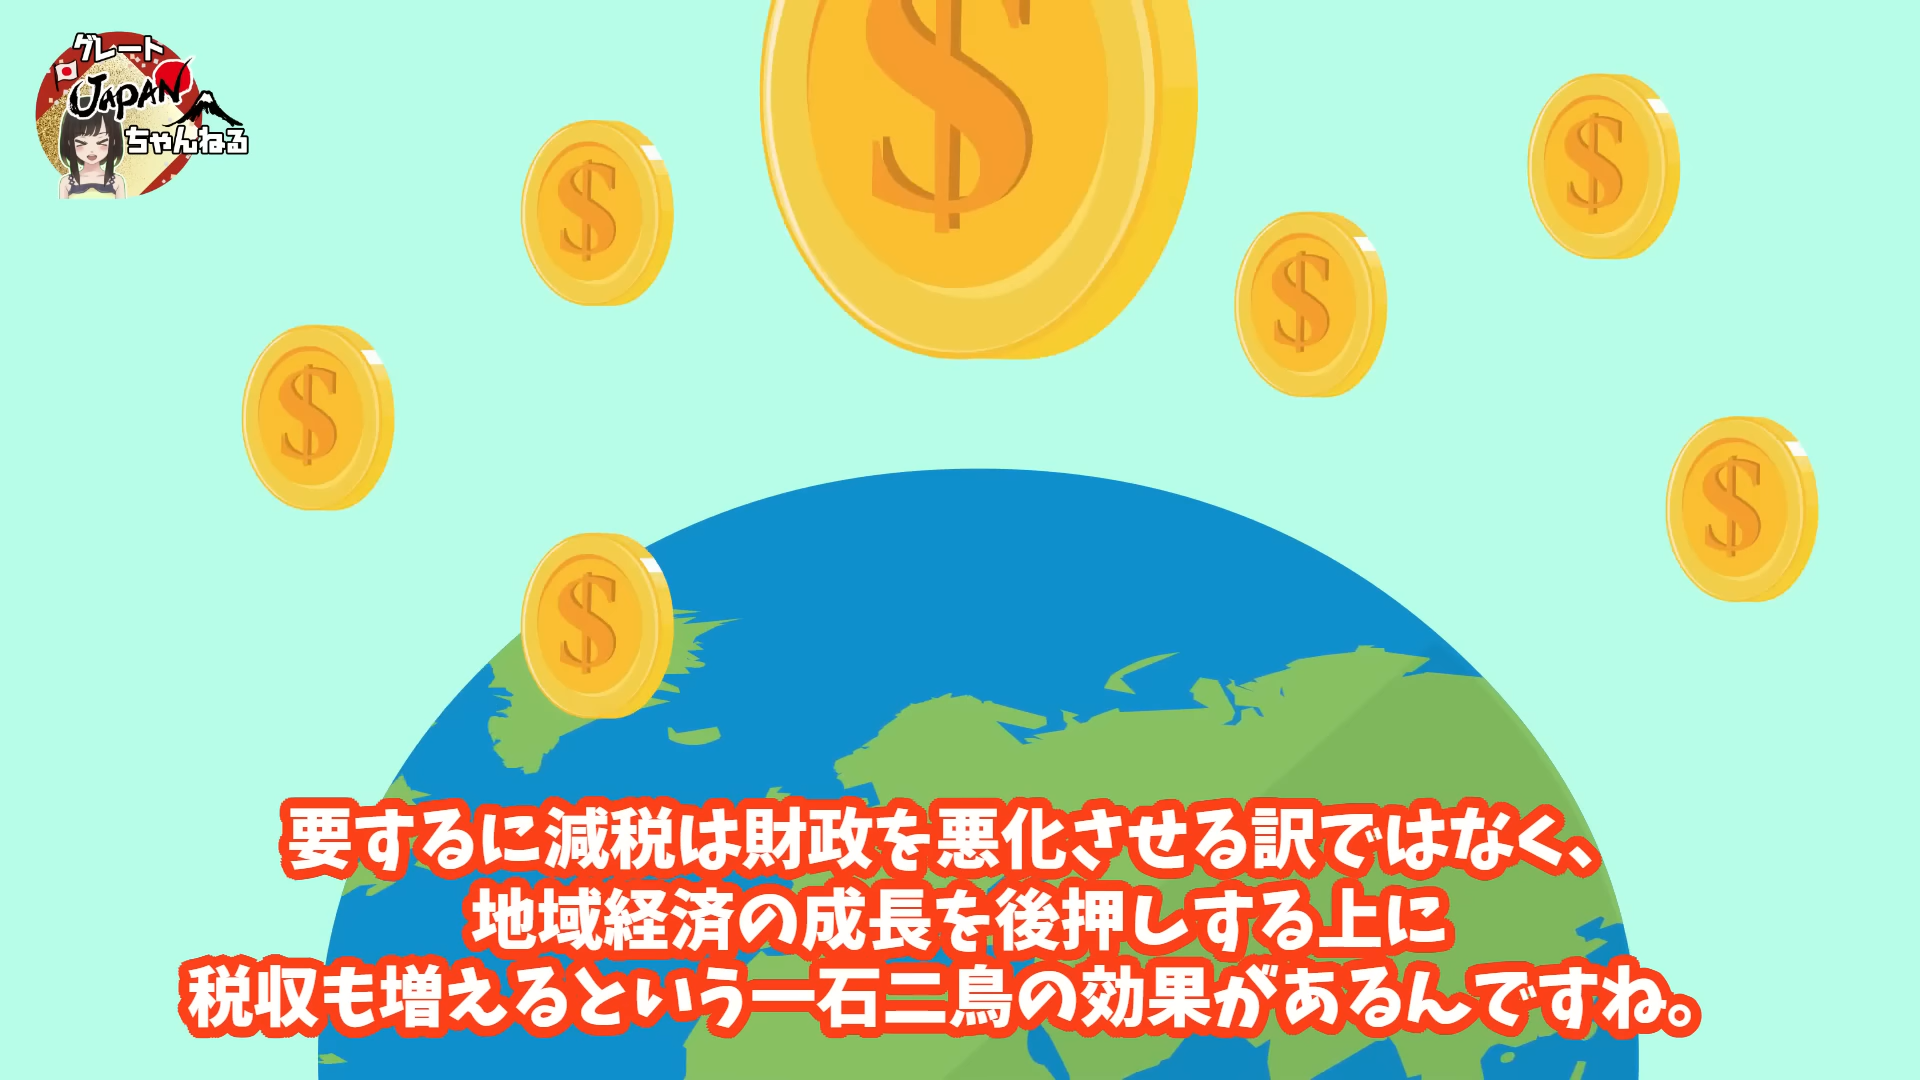 グレート
JAPAN
ちゃんねる
$
$
$
$
$
$
$
要するに減税は財政を悪化させる訳ではなく、
地域経済の成長を後押しする上に
税収も増えるという一石二鳥の効果があるんですね。